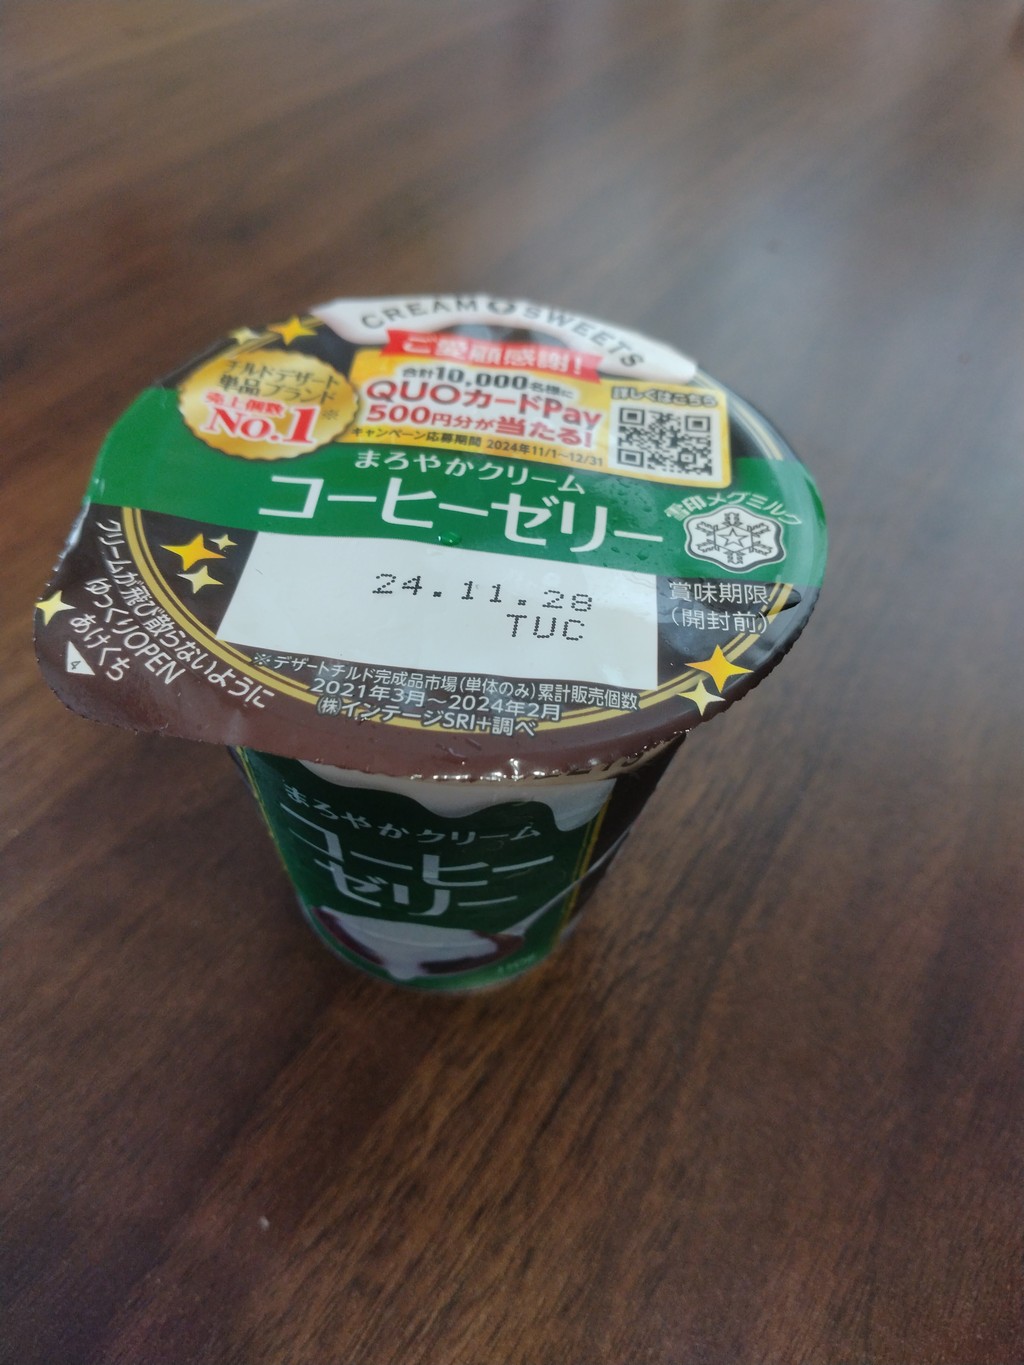 CREAM SWEETS
ご愛顧感謝!
合計10,000名様に
QUOカードPay
500円分が当たる!
キャンペーン応募期間 2024年11/1~12/31
詳しくはこちら
チルドデザート
単品ブランド※
売上個数
No.1
まろやかクリーム
コーヒーゼリー
雪印メグミルク
24.11.28
TUC
賞味期限
(開封前)
※デザートチルド完成品市場(単体のみ)累計販売個数
2021年3月~2024年2月
㈱インテージSRI+調べ
クリームが飛び散らないように
ゆっくりOPEN
あけくち
4
まろやかクリーム
コーヒー
ゼリー